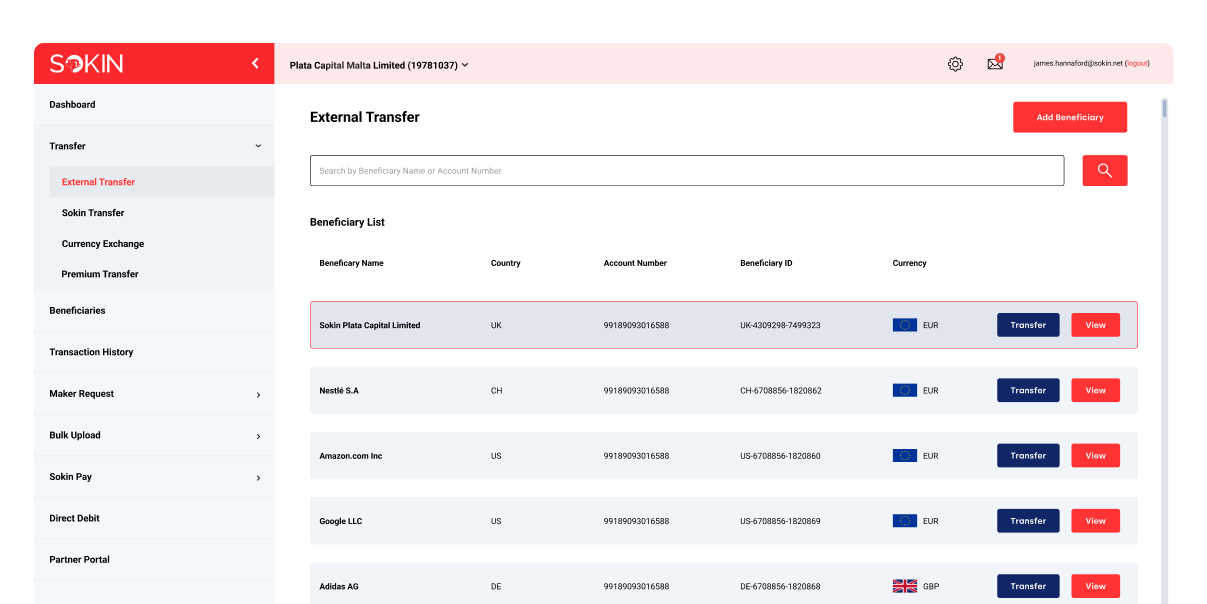 SOKIN
Plata Capital Malta Limited (19781037)
1
james.hannaford@sokin.net (logout)
Dashboard
Transfer
External Transfer
Sokin Transfer
Currency Exchange
Premium Transfer
Beneficiaries
Transaction History
Maker Request
Bulk Upload
Sokin Pay
Direct Debit
Partner Portal
External Transfer
Add Beneficiary
Search by Beneficiary Name or Account Number
Beneficiary List
Beneficary Name Country Account Number Beneficiary ID Currency
Sokin Plata Capital Limited UK 99189093016588 UK-4309298-7499323 EUR Transfer View
Nestlé S.A CH 99189093016588 CH-6708856-1820862 EUR Transfer View
Amazon.com Inc US 99189093016588 US-6708856-1820860 EUR Transfer View
Google LLC US 99189093016588 US-6708856-1820869 EUR Transfer View
Adidas AG DE 99189093016588 DE-6708856-1820868 GBP Transfer View